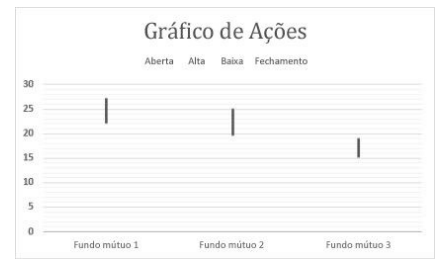 Gráfico de Ações
Aberta Alta Baixa Fechamento
30
25
20
15
10
5
0
Fundo mútuo 1 Fundo mútuo 2 Fundo mútuo 3